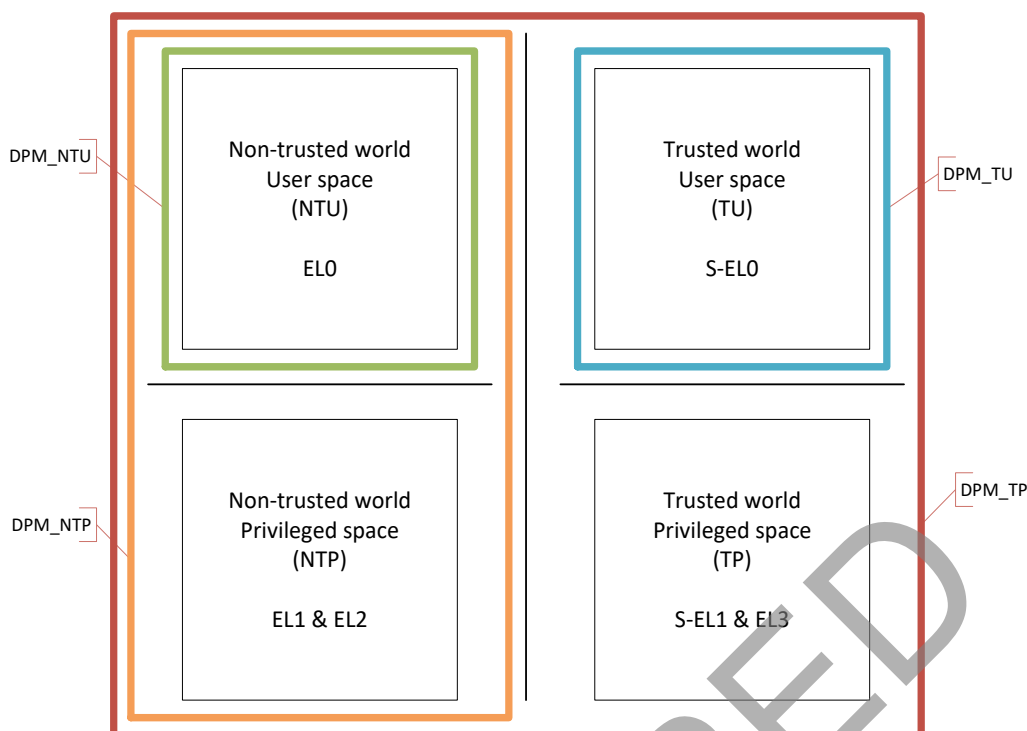 DPM_NTU
Non-trusted world
User space
(NTU)
EL0
Trusted world
User space
(TU)
S-EL0
DPM_TU
DPM_NTP
Non-trusted world
Privileged space
(NTP)
EL1 & EL2
Trusted world
Privileged space
(TP)
S-EL1 & EL3
DPM_TP